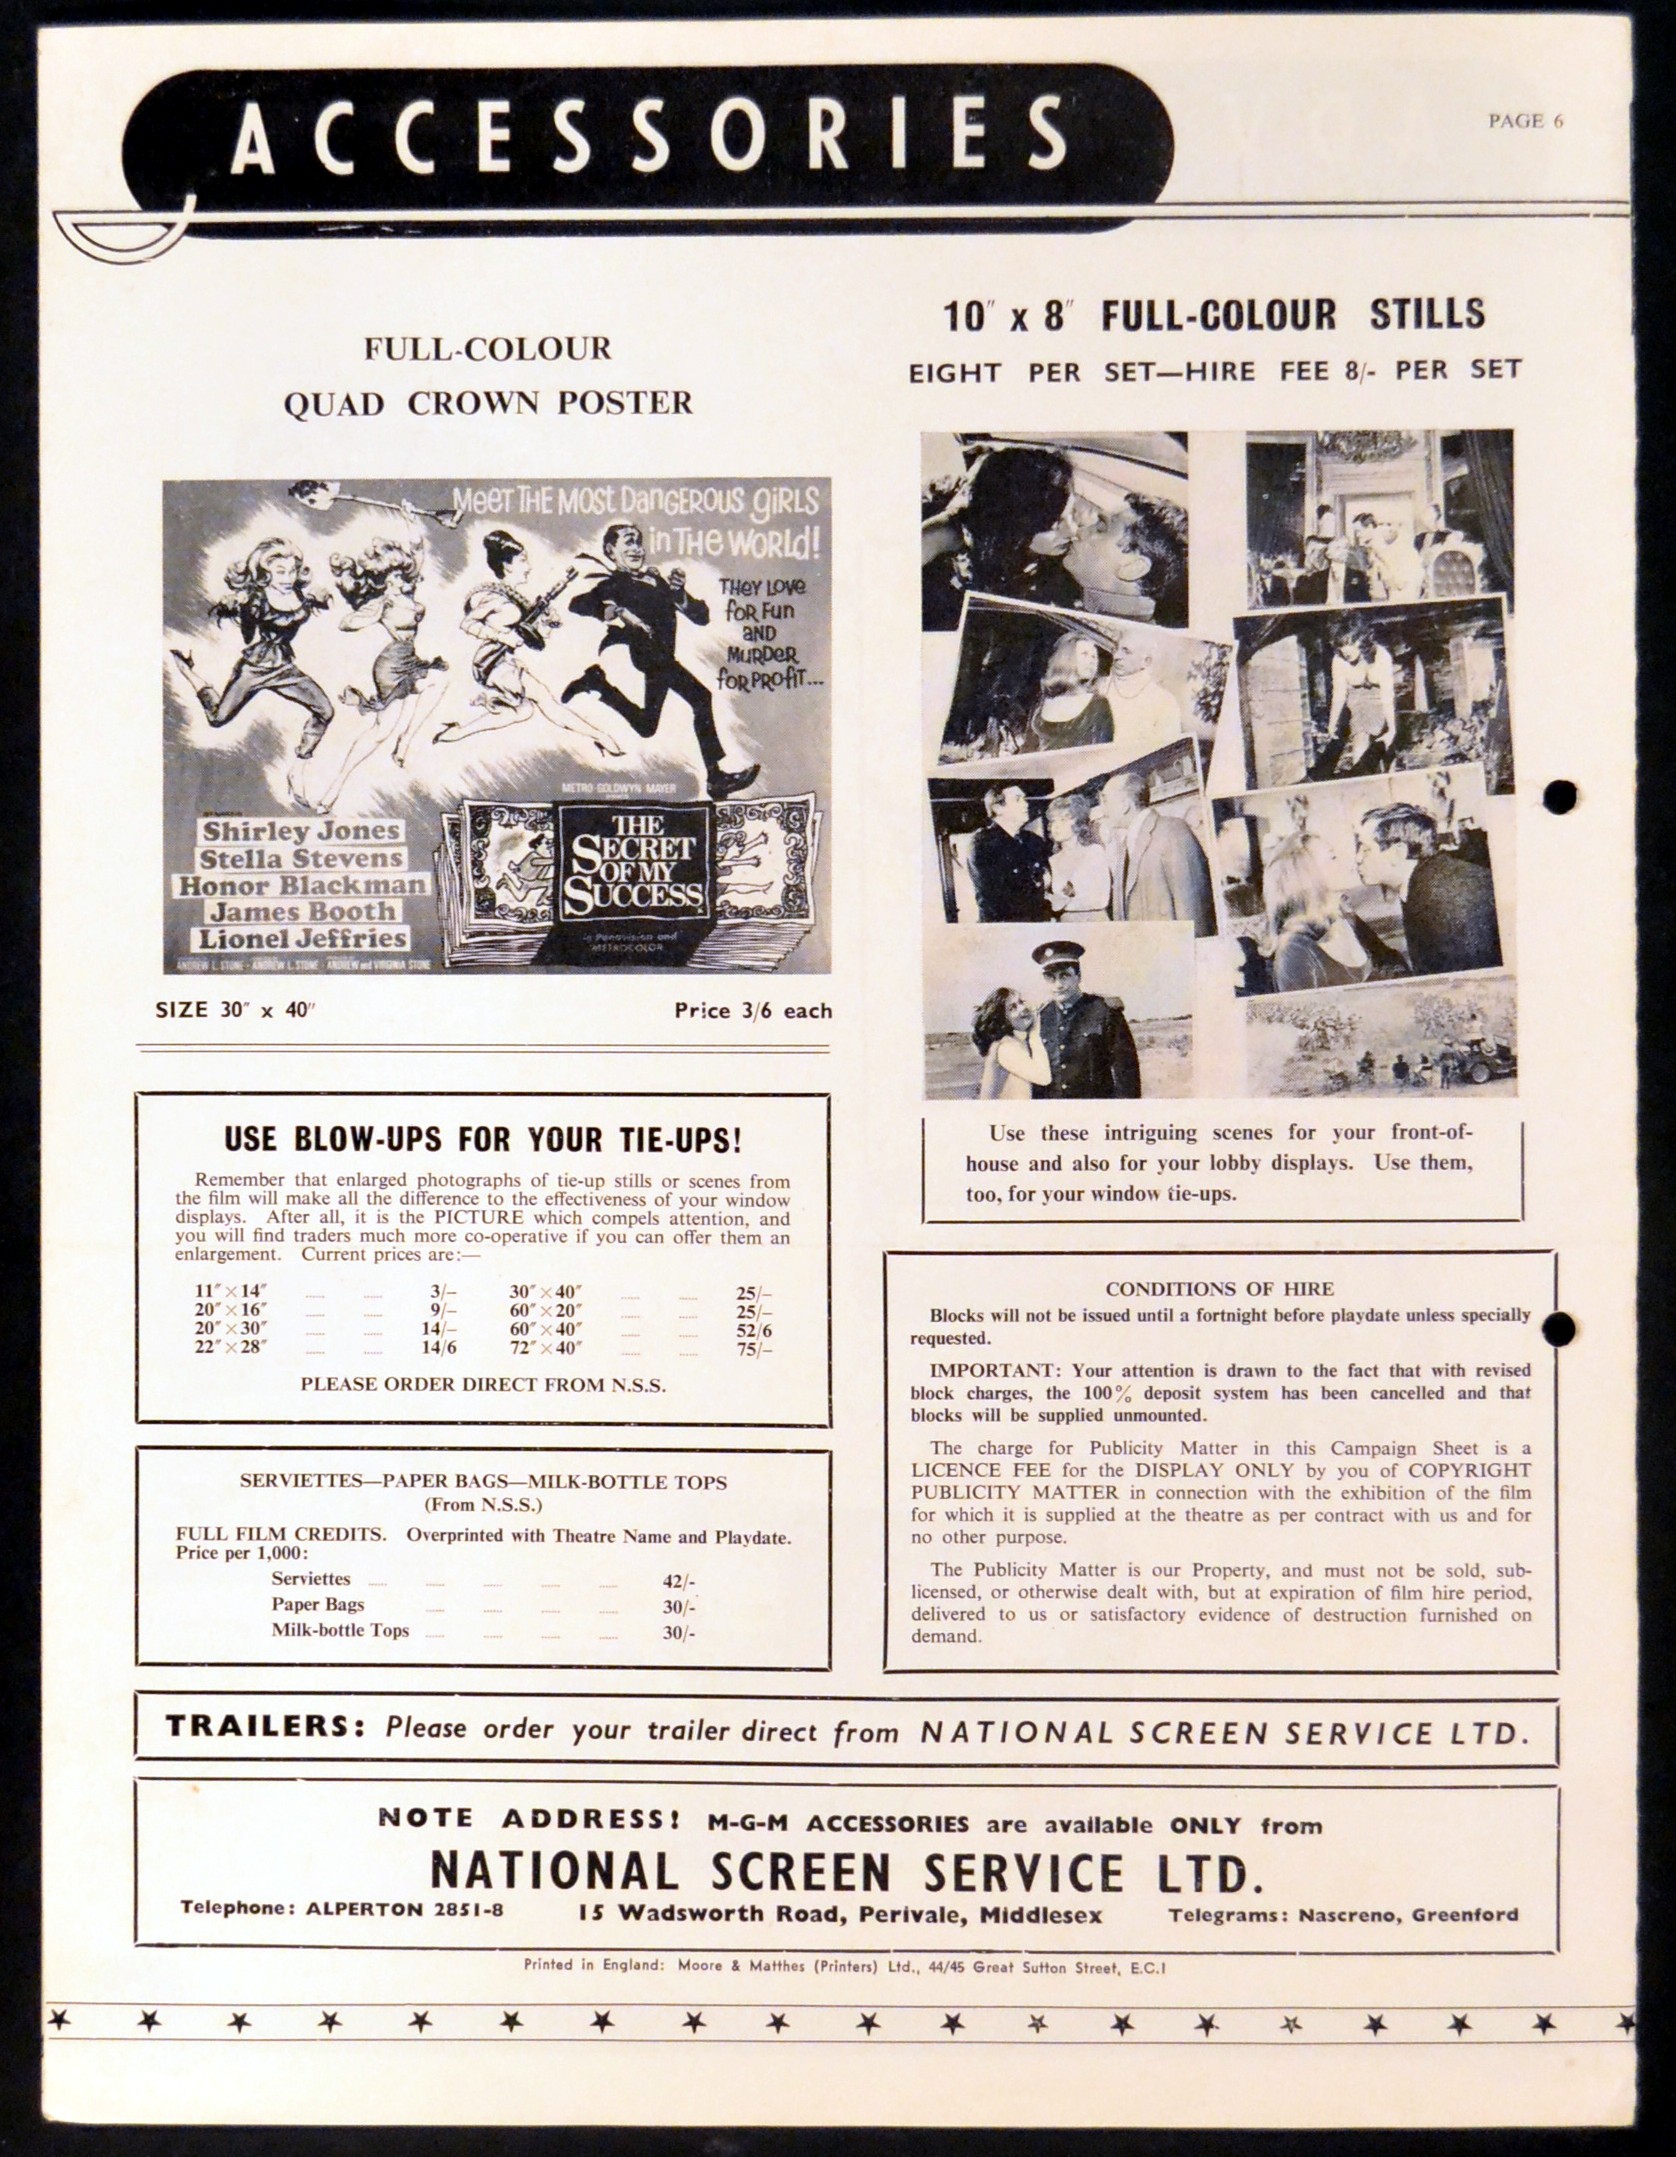 ACCESSORIES
PAGE 6
FULL-COLOUR
QUAD CROWN POSTER
MEET THE MOST DANGEROUS GIRLS
in THE WORLD!
THEY LOVE
FOR FUN
AND
MURDER
FOR PROFIT...
METRO GOLDWYN MAYER
THE
SECRET
OF MY
SUCCESS
in Panavision and
METROCOLOR
Shirley Jones
Stella Stevens
Honor Blackman
James Booth
Lionel Jeffries
ANDREW L. STONE · ANDREW L. STONE · ANDREW and VIRGINIA STONE
SIZE 30″ x 40″ Price 3/6 each
USE BLOW-UPS FOR YOUR TIE-UPS!
Remember that enlarged photographs of tie-up stills or scenes from
the film will make all the difference to the effectiveness of your window
displays. After all, it is the PICTURE which compels attention, and
you will find traders much more co-operative if you can offer them an
enlargement. Current prices are:—
11″×14″ ...... ...... 3/– 30″×40″ ...... ...... 25/–
20″×16″ ...... ...... 9/– 60″×20″ ...... ...... 25/–
20″×30″ ...... ...... 14/– 60″×40″ ...... ...... 52/6
22″×28″ ...... ...... 14/6 72″×40″ ...... ...... 75/–
PLEASE ORDER DIRECT FROM N.S.S.
SERVIETTES—PAPER BAGS—MILK-BOTTLE TOPS
(From N.S.S.)
FULL FILM CREDITS. Overprinted with Theatre Name and Playdate.
Price per 1,000:
Serviettes ...... ...... ...... ...... ...... 42/-
Paper Bags ...... ...... ...... ...... 30/-
Milk-bottle Tops ...... ...... ...... ...... 30/-
10″ x 8″ FULL-COLOUR STILLS
EIGHT PER SET—HIRE FEE 8/- PER SET
Use these intriguing scenes for your front-of-
house and also for your lobby displays. Use them,
too, for your window tie-ups.
CONDITIONS OF HIRE
Blocks will not be issued until a fortnight before playdate unless specially
requested.
IMPORTANT: Your attention is drawn to the fact that with revised
block charges, the 100% deposit system has been cancelled and that
blocks will be supplied unmounted.
The charge for Publicity Matter in this Campaign Sheet is a
LICENCE FEE for the DISPLAY ONLY by you of COPYRIGHT
PUBLICITY MATTER in connection with the exhibition of the film
for which it is supplied at the theatre as per contract with us and for
no other purpose.
The Publicity Matter is our Property, and must not be sold, sub-
licensed, or otherwise dealt with, but at expiration of film hire period,
delivered to us or satisfactory evidence of destruction furnished on
demand.
TRAILERS: Please order your trailer direct from NATIONAL SCREEN SERVICE LTD.
NOTE ADDRESS! M-G-M ACCESSORIES are available ONLY from
NATIONAL SCREEN SERVICE LTD.
Telephone: ALPERTON 2851-8 15 Wadsworth Road, Perivale, Middlesex Telegrams: Nascreno, Greenford
Printed in England: Moore & Matthes (Printers) Ltd., 44/45 Great Sutton Street, E.C.1